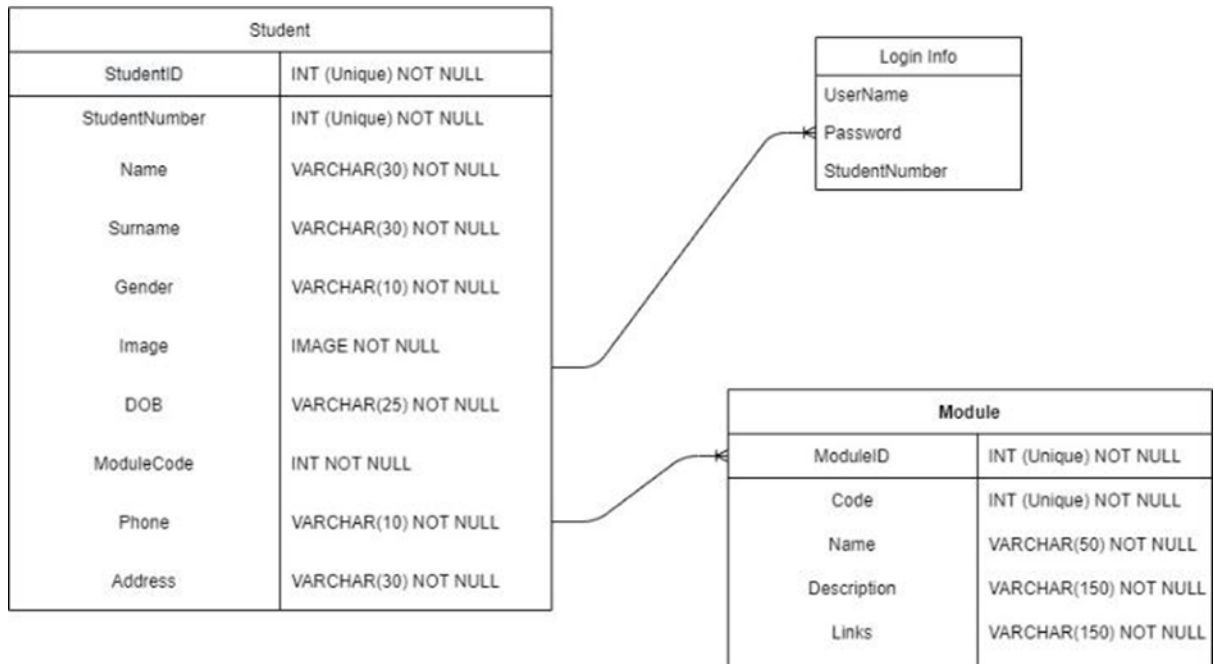 Student
StudentID INT (Unique) NOT NULL
StudentNumber INT (Unique) NOT NULL
Name VARCHAR(30) NOT NULL
Surname VARCHAR(30) NOT NULL
Gender VARCHAR(10) NOT NULL
Image IMAGE NOT NULL
DOB VARCHAR(25) NOT NULL
ModuleCode INT NOT NULL
Phone VARCHAR(10) NOT NULL
Address VARCHAR(30) NOT NULL
Login Info
UserName
Password
StudentNumber
Module
ModuleID INT (Unique) NOT NULL
Code INT (Unique) NOT NULL
Name VARCHAR(50) NOT NULL
Description VARCHAR(150) NOT NULL
Links VARCHAR(150) NOT NULL